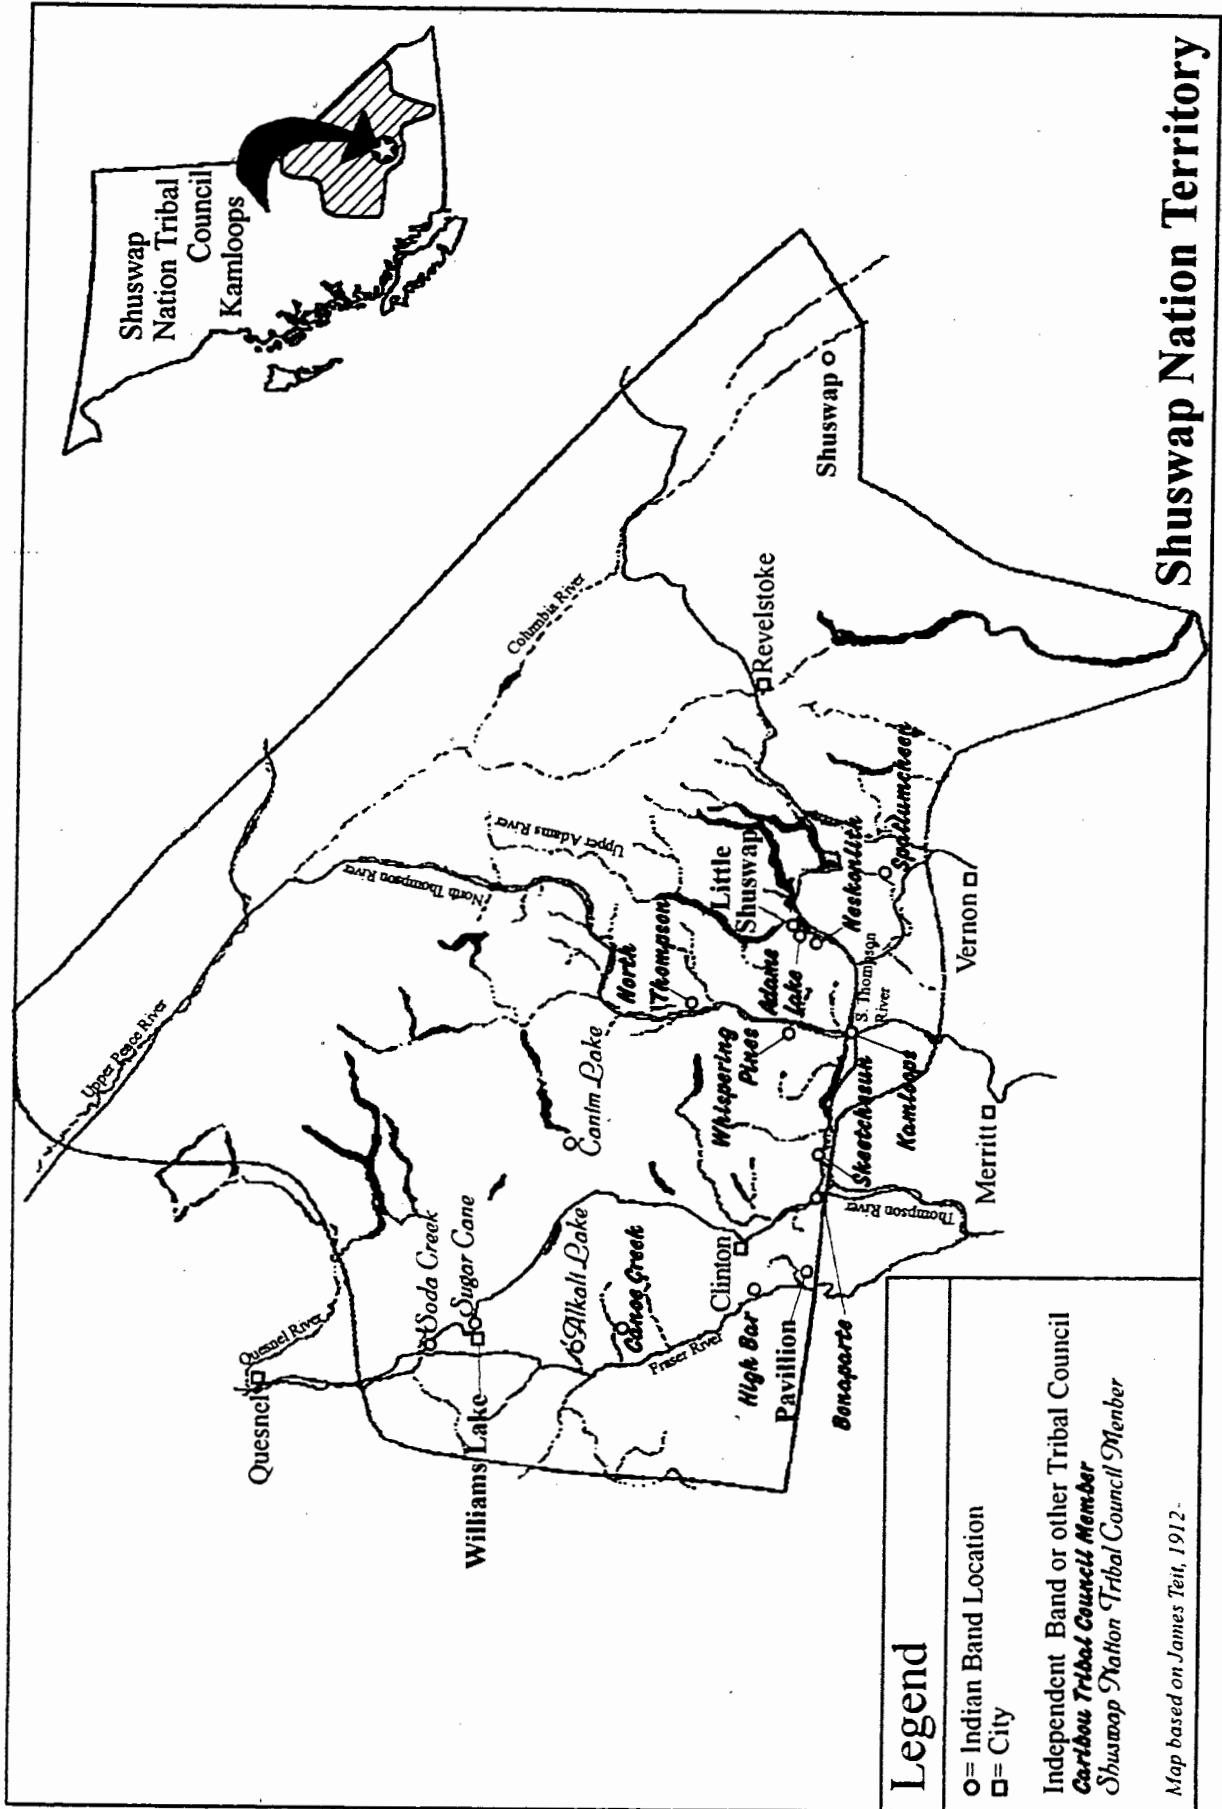 Shuswap
Nation Tribal
Council
Kamloops
Shuswap Nation Territory
Upper Peace River
North Thompson River
Upper Adams River
Columbia River
Quesnel River
Quesnel
Soda Creek
Sugar Cane
Williams Lake
Alkali Lake
Canoe Creek
Canim Lake
Fraser River
Clinton
High Bar
Pavillion
Bonaparte
North
Thompson
Whispering
Pines
Adams
Lake
Little
Shuswap
Neskonlith
Spallumcheen
Skeetchesun
Kamloops
S. Thompson
River
Thompson River
Revelstoke
Shuswap
Vernon
Merritt
Legend
O= Indian Band Location
□= City
Independent Band or other Tribal Council
Caribou Tribal Council Member
Shuswap Nation Tribal Council Menber
Map based on James Teit, 1912-